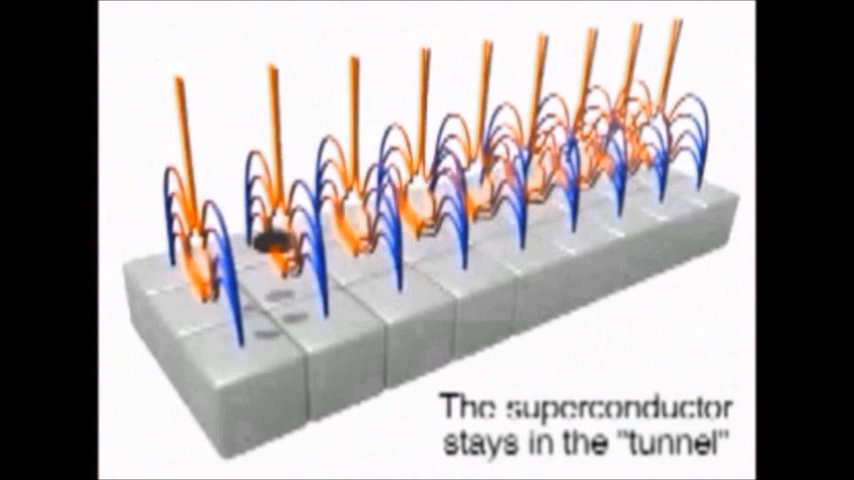 The superconductor
stays in the "tunnel"